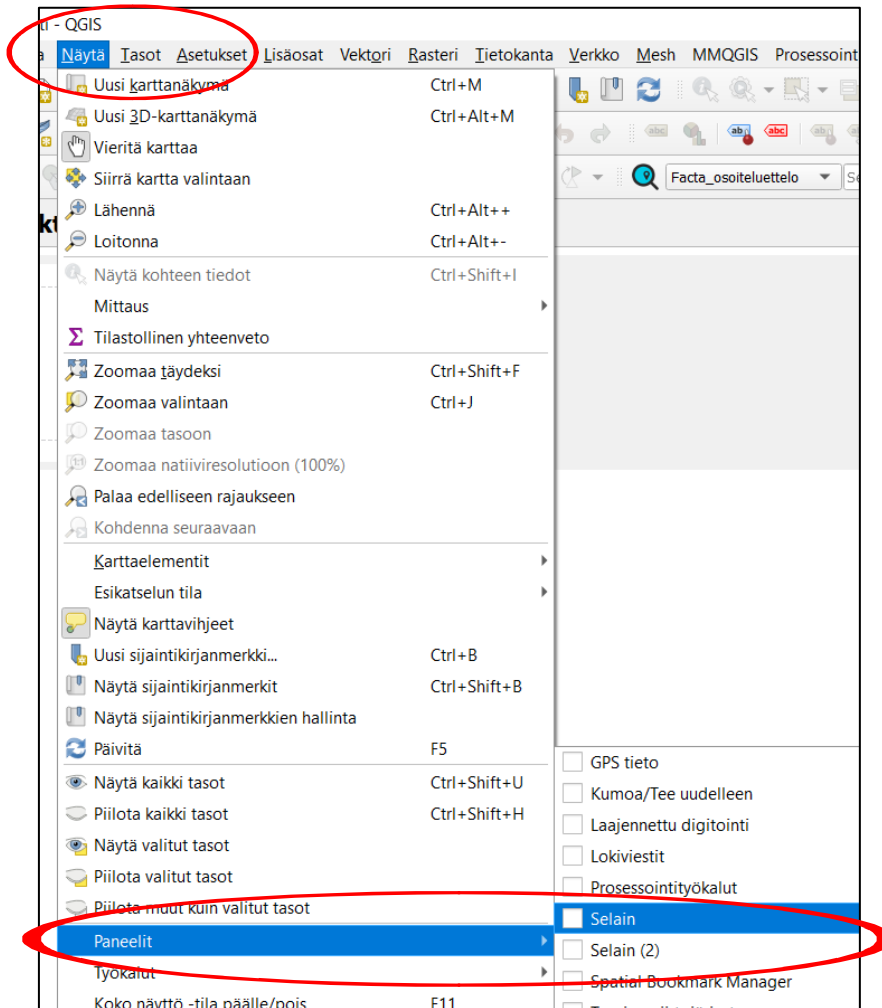 - QGIS
Näytä Tasot Asetukset Lisäosat Vektori Rasteri Tietokanta Verkko Mesh MMQGIS Prosessoint
Uusi karttanäkymä Ctrl+M
Uusi 3D-karttanäkymä Ctrl+Alt+M
Vieritä karttaa
Siirrä kartta valintaan
Facta_osoiteluettelo
Lähennä Ctrl+Alt++
Loitonna Ctrl+Alt+-
Näytä kohteen tiedot Ctrl+Shift+I
Mittaus
Tilastollinen yhteenveto
Zoomaa täydeksi Ctrl+Shift+F
Zoomaa valintaan Ctrl+J
Zoomaa tasoon
Zoomaa natiiviresolutioon (100%)
Palaa edelliseen rajaukseen
Kohdenna seuraavaan
Karttaelementit
Esikatselun tila
Näytä karttavihjeet
Uusi sijaintikirjanmerkki... Ctrl+B
Näytä sijaintikirjanmerkit Ctrl+Shift+B
Näytä sijaintikirjanmerkkien hallinta
Päivitä F5
Näytä kaikki tasot Ctrl+Shift+U
Piilota kaikki tasot Ctrl+Shift+H
Näytä valitut tasot
Piilota valitut tasot
Piilota muut kuin valitut tasot
Paneelit
Työkalut
Koko näyttö -tila päälle/pois F11
GPS tieto
Kumoa/Tee uudelleen
Laajennettu digitointi
Lokiviestit
Prosessointityökalut
Selain
Selain (2)
Spatial Bookmark Manager